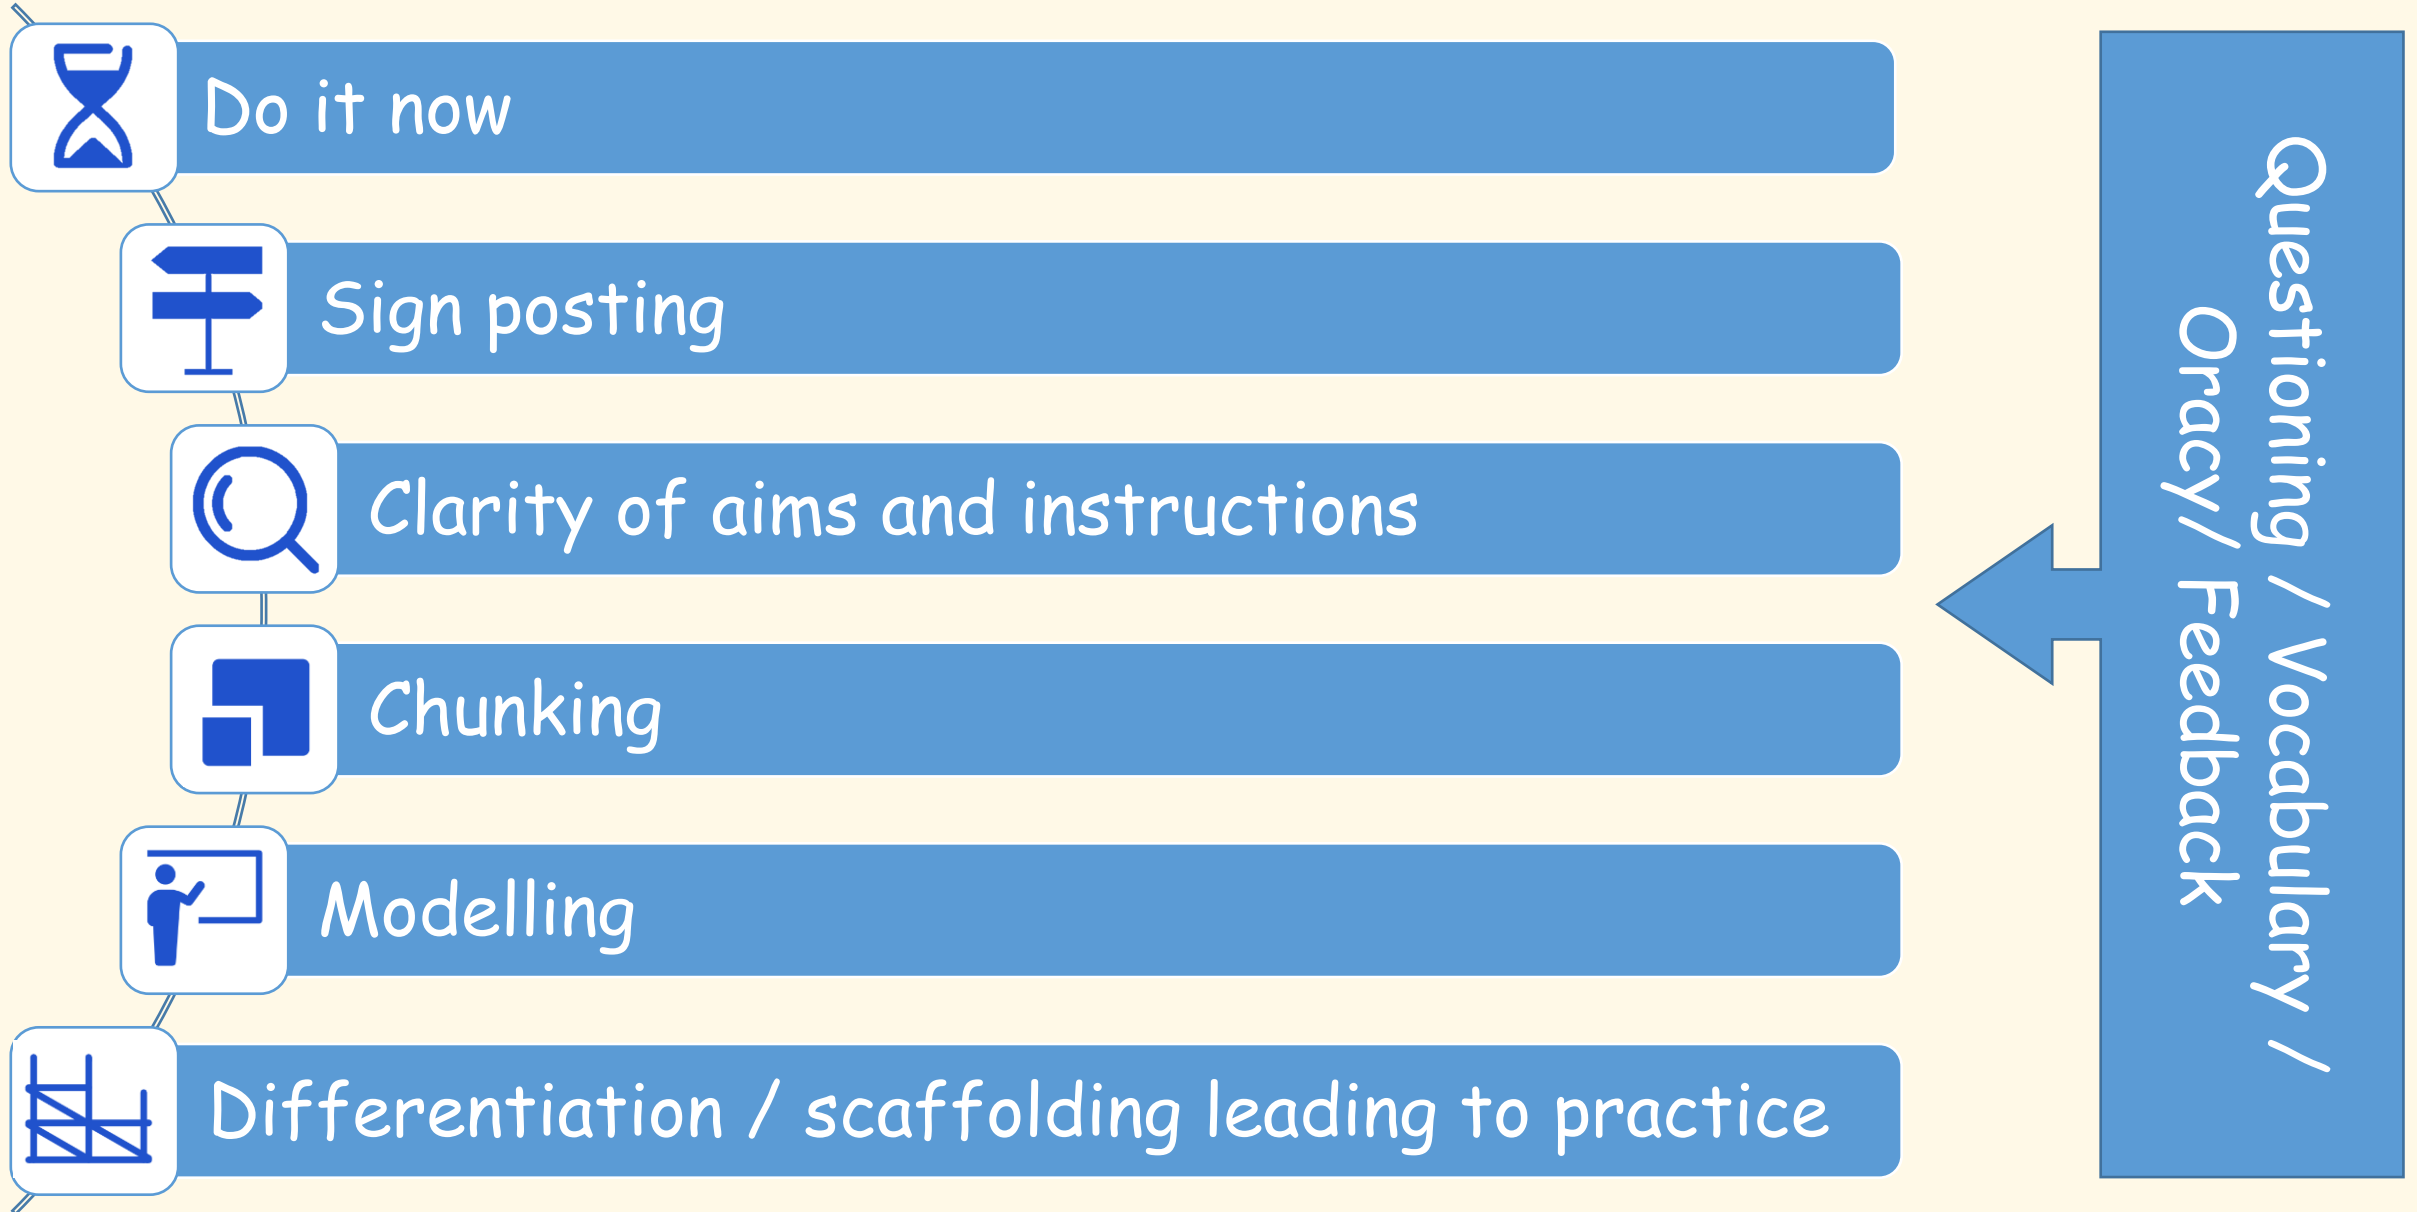 Do it now
Sign posting
Clarity of aims and instructions
Chunking
Modelling
Differentiation / scaffolding leading to practice
Questioning / Vocabulary /
Oracy/ Feedback